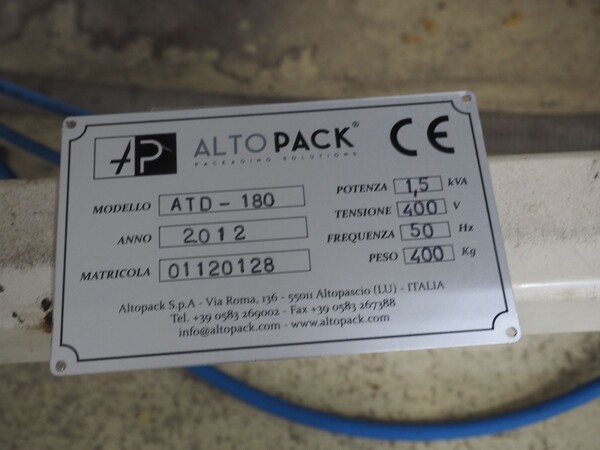 AP ALTOPACK® CE
PACKAGING SOLUTIONS
MODELLO ATD-180
ANNO 2012
MATRICOLA 01120128
POTENZA 1,5 kVA
TENSIONE 400 V
FREQUENZA 50 Hz
PESO 400 Kg
Altopack S.p.A - Via Roma, 136 - 55011 Altopascio (LU) - ITALIA
Tel. +39 0583 269002 - Fax +39 0583 267388
info@altopack.com - www.altopack.com